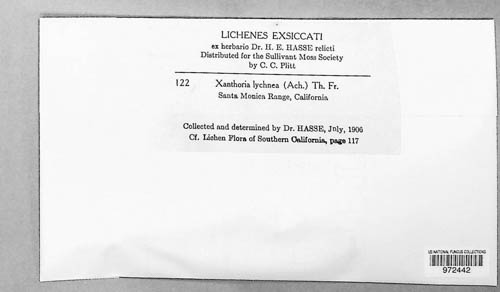 LICHENES EXSICCATI
ex herbario Dr. H. E. HASSE relicti
Distributed for the Sullivant Moss Society
by C. C. Plitt
122 Xanthoria lychnea (Ach.) Th. Fr.
Santa Monica Range, California
Collected and determined by Dr. HASSE, July, 1906
Cf. Lichen Flora of Southern California, page 117
US NATIONAL FUNGUS COLLECTIONS
972442